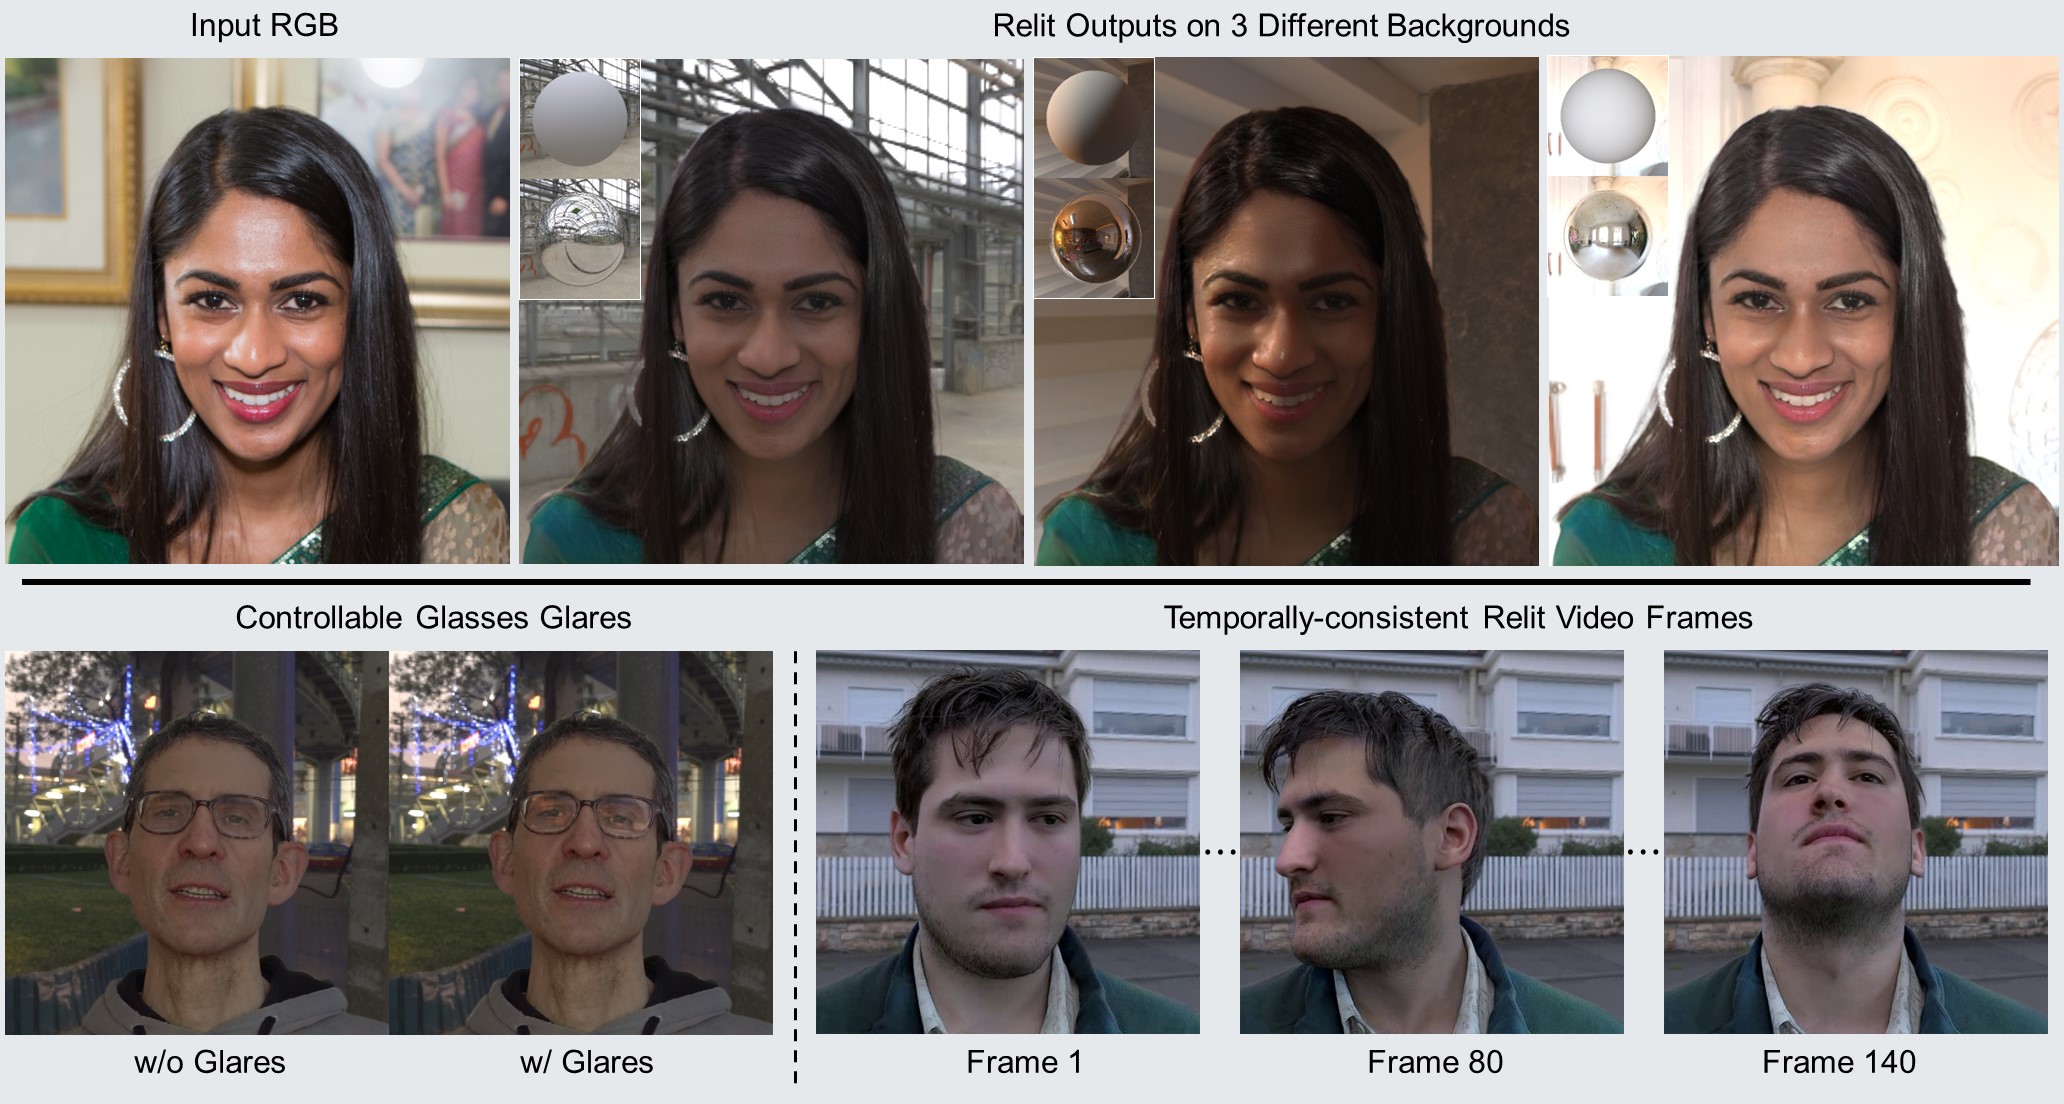 Input RGB
Relit Outputs on 3 Different Backgrounds
Controllable Glasses Glares
Temporally-consistent Relit Video Frames
w/o Glares
w/ Glares
Frame 1
Frame 80
Frame 140